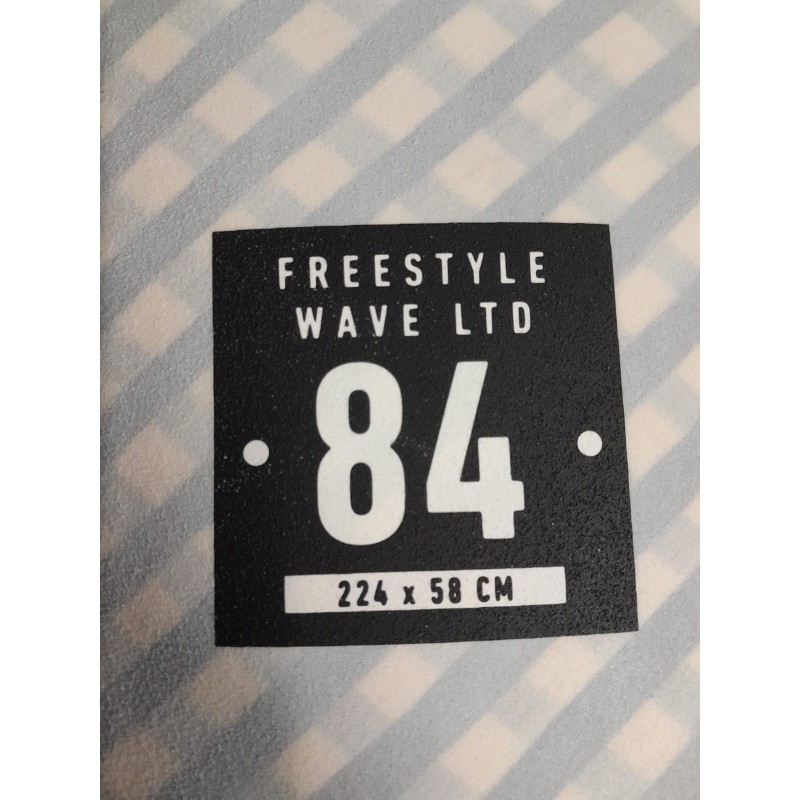 FREESTYLE
WAVE LTD
84
224 x 58 CM